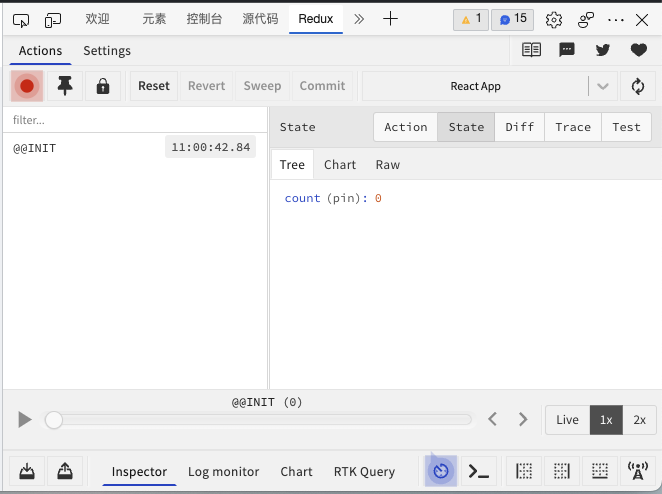 欢迎 元素 控制台 源代码 Redux 1 15
Actions Settings
Reset Revert Sweep Commit React App
filter...
@@INIT 11:00:42.84
State Action State Diff Trace Test
Tree Chart Raw
count (pin): 0
@@INIT (0)
Live 1x 2x
Inspector Log monitor Chart RTK Query